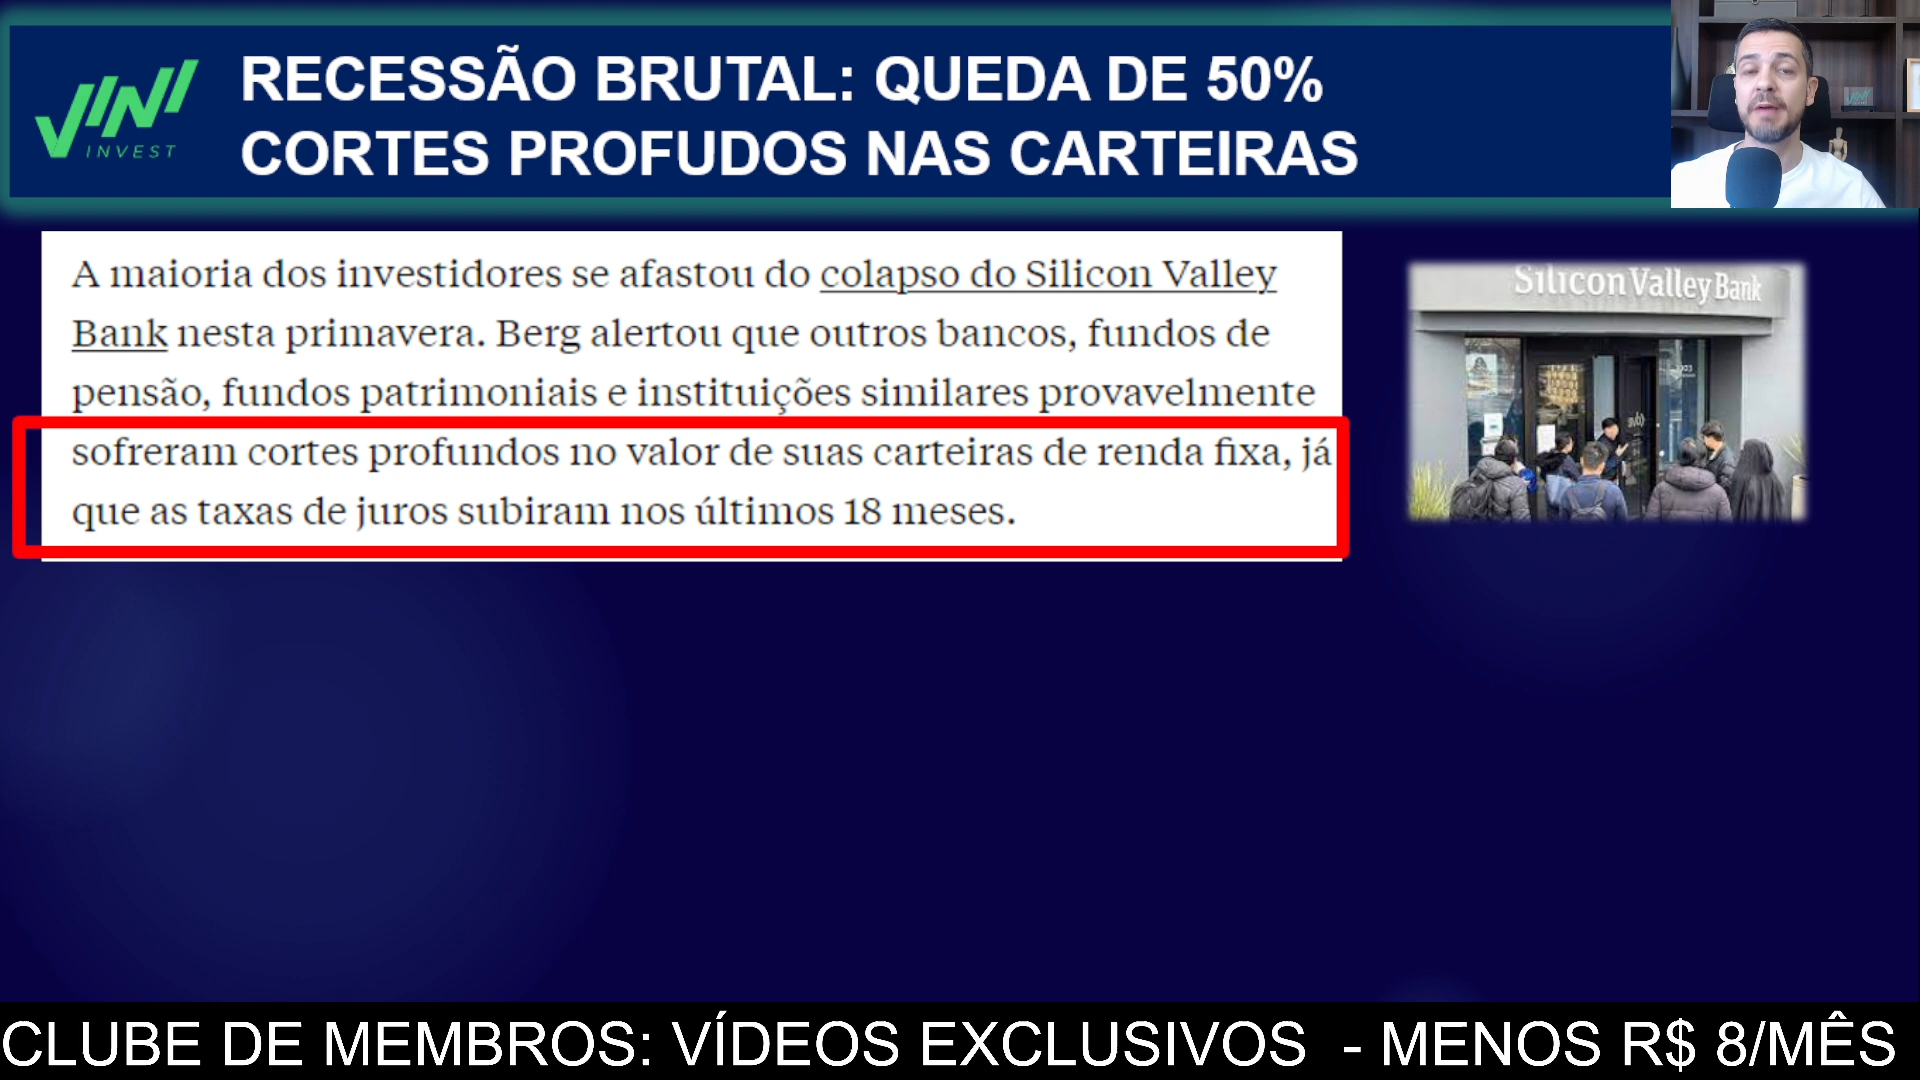 VINI
INVEST
RECESSÃO BRUTAL: QUEDA DE 50%
CORTES PROFUDOS NAS CARTEIRAS
A maioria dos investidores se afastou do colapso do Silicon Valley
Bank nesta primavera. Berg alertou que outros bancos, fundos de
pensão, fundos patrimoniais e instituições similares provavelmente
sofreram cortes profundos no valor de suas carteiras de renda fixa, já
que as taxas de juros subiram nos últimos 18 meses.
Silicon Valley Bank
CLUBE DE MEMBROS: VÍDEOS EXCLUSIVOS - MENOS R$ 8/MÊS